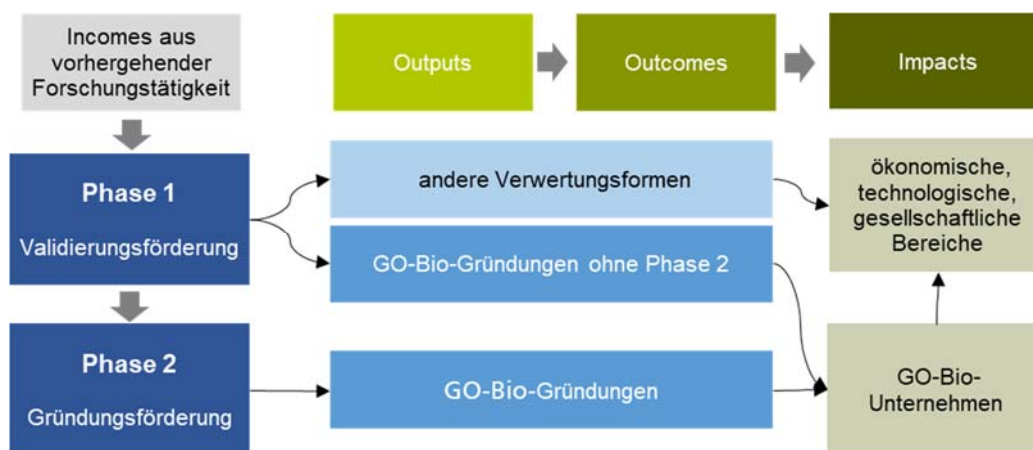 Incomes aus
vorhergehender
Forschungstätigkeit
Outputs
Outcomes
Impacts
Phase 1
Validierungsförderung
andere Verwertungsformen
GO-Bio-Gründungen ohne Phase 2
ökonomische,
technologische,
gesellschaftliche
Bereiche
Phase 2
Gründungsförderung
GO-Bio-Gründungen
GO-Bio-
Unternehmen